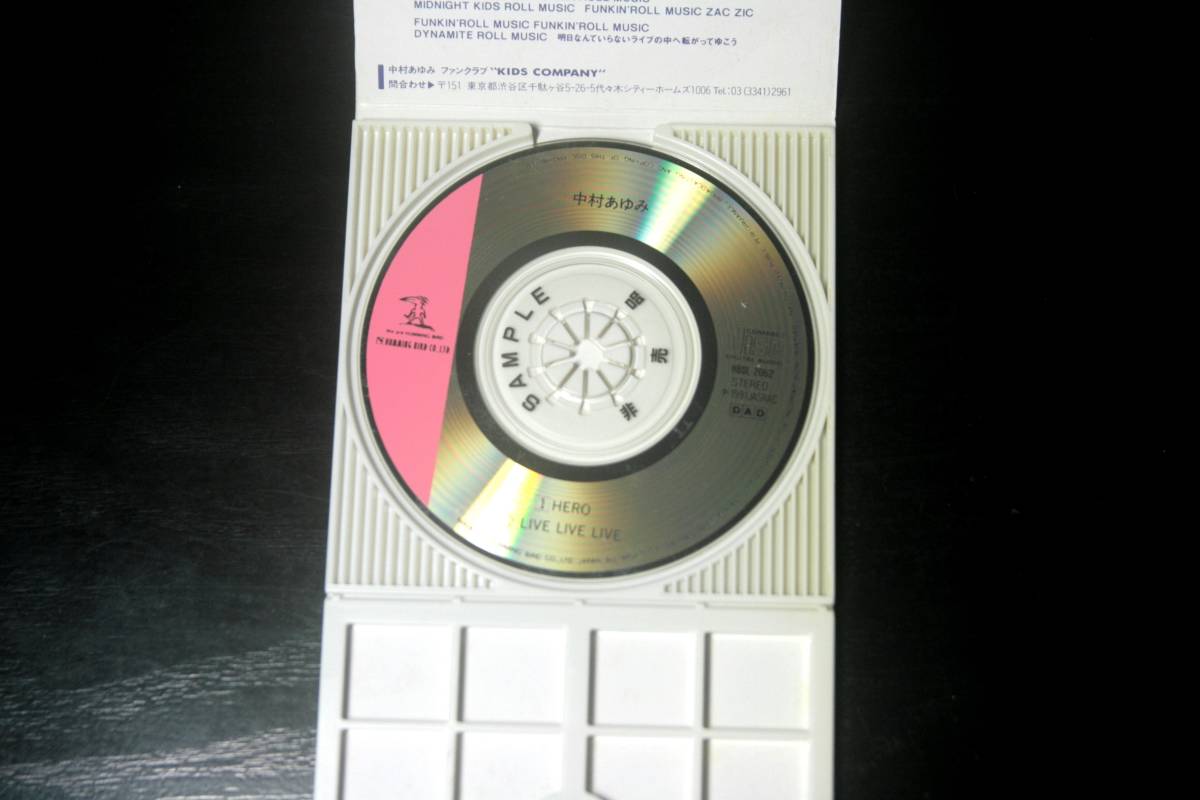 MIDNIGHT KIDS ROLL MUSIC FUNKIN'ROLL MUSIC ZAC ZIC
FUNKIN'ROLL MUSIC FUNKIN'ROLL MUSIC
DYNAMITE ROLL MUSIC 明日なんていらないライブの中へ転がってゆこう
中村あゆみ ファンクラブ "KIDS COMPANY"
問合わせ▶〒151 東京都渋谷区千駄ヶ谷5-26-5代々木シティーホームズ1006 Tel:03(3341)2961
中村あゆみ
SAMPLE
非売品
HUMMING BIRD CO., LTD.
HBDL 7062
STEREO
DAD
1 HERO
2 LIVE LIVE LIVE